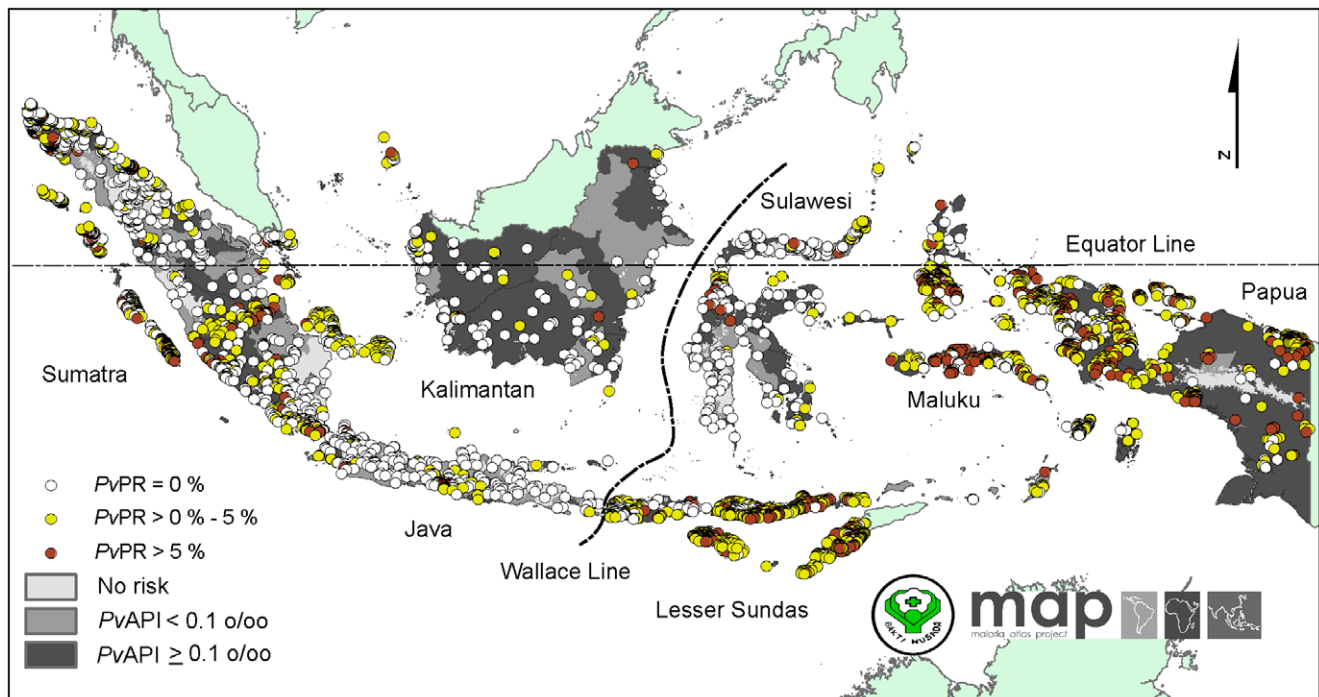 Z
Sulawesi
Equator Line
Papua
Sumatra
Kalimantan
Maluku
PvPR = 0 %
PvPR > 0 % - 5 %
PvPR > 5 %
Java
Wallace Line
Lesser Sundas
No risk
PvAPI < 0.1 o/oo
PvAPI ≥ 0.1 o/oo
BAKTI HUSADA
map
malaria atlas project